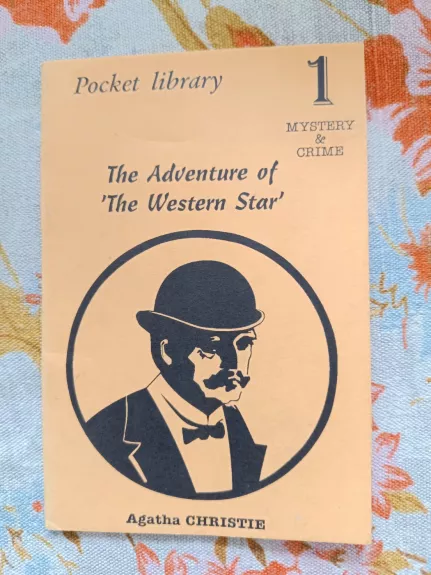 Pocket library
1
MYSTERY
&
CRIME
The Adventure of
'The Western Star'
Agatha CHRISTIE